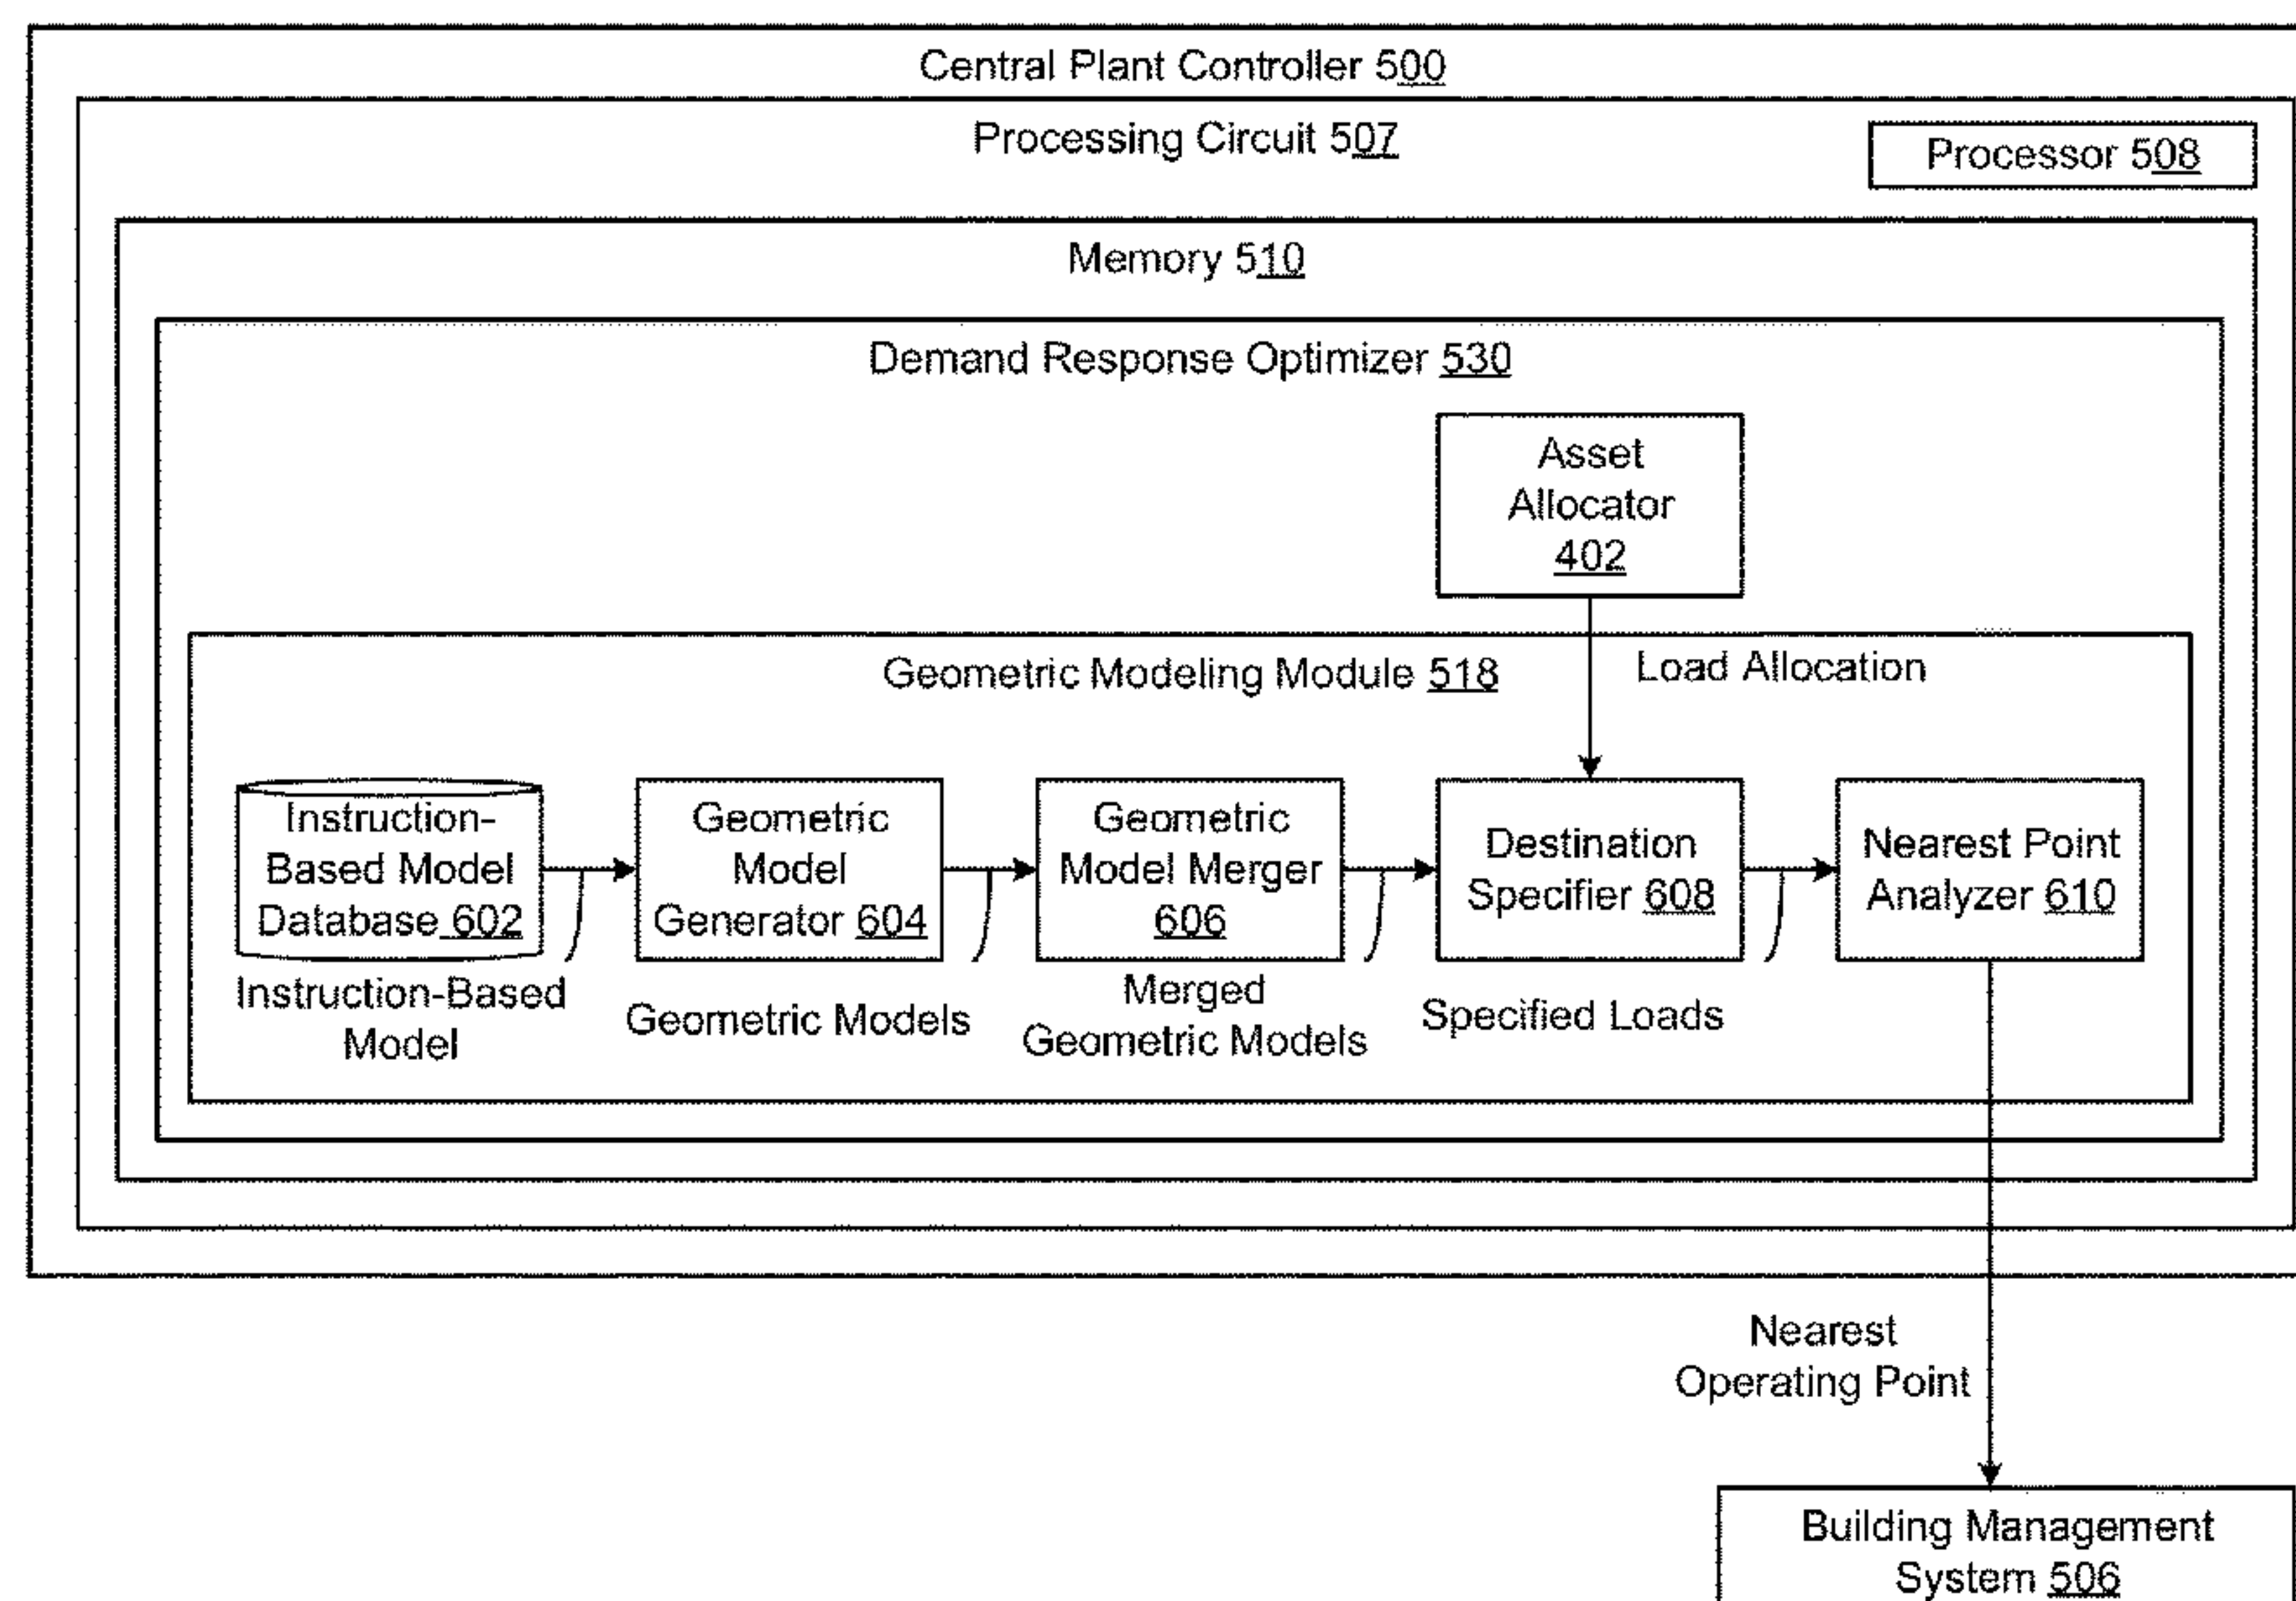 Central Plant Controller 500
Processing Circuit 507
Processor 508
Memory 510
Demand Response Optimizer 530
Asset
Allocator
402
Geometric Modeling Module 518
Load Allocation
Instruction-
Based Model
Database 602
Geometric
Model
Generator 604
Geometric
Model Merger
606
Destination
Specifier 608
Nearest Point
Analyzer 610
Instruction-Based
Model
Geometric Models
Merged
Geometric Models
Specified Loads
Nearest
Operating Point
Building Management
System 506